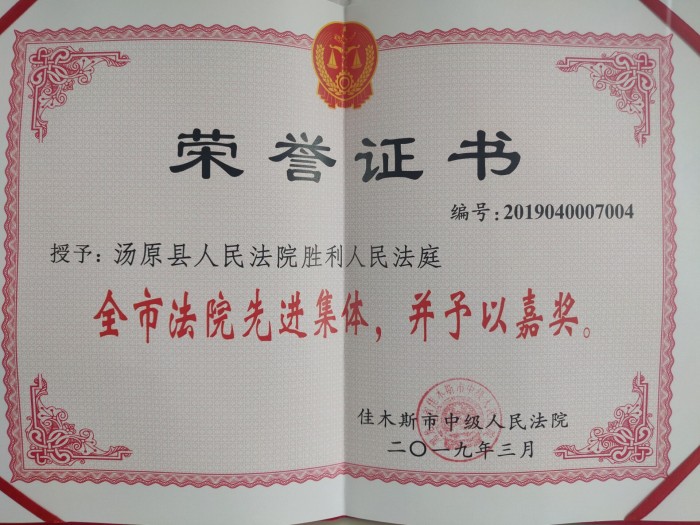 荣誉证书
编号:2019040007004
授予:汤原县人民法院胜利人民法庭
全市法院先进集体,并予以嘉奖。
佳木斯市中级人民法院
二〇一九年三月